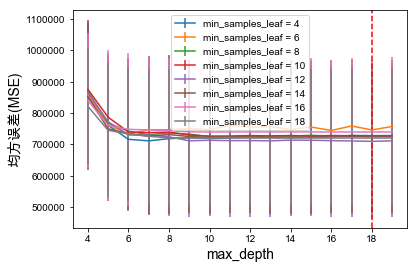 均方误差(MSE)
1100000
1000000
900000
800000
700000
600000
500000
min_samples_leaf = 4
min_samples_leaf = 6
min_samples_leaf = 8
min_samples_leaf = 10
min_samples_leaf = 12
min_samples_leaf = 14
min_samples_leaf = 16
min_samples_leaf = 18
4 6 8 10 12 14 16 18
max_depth